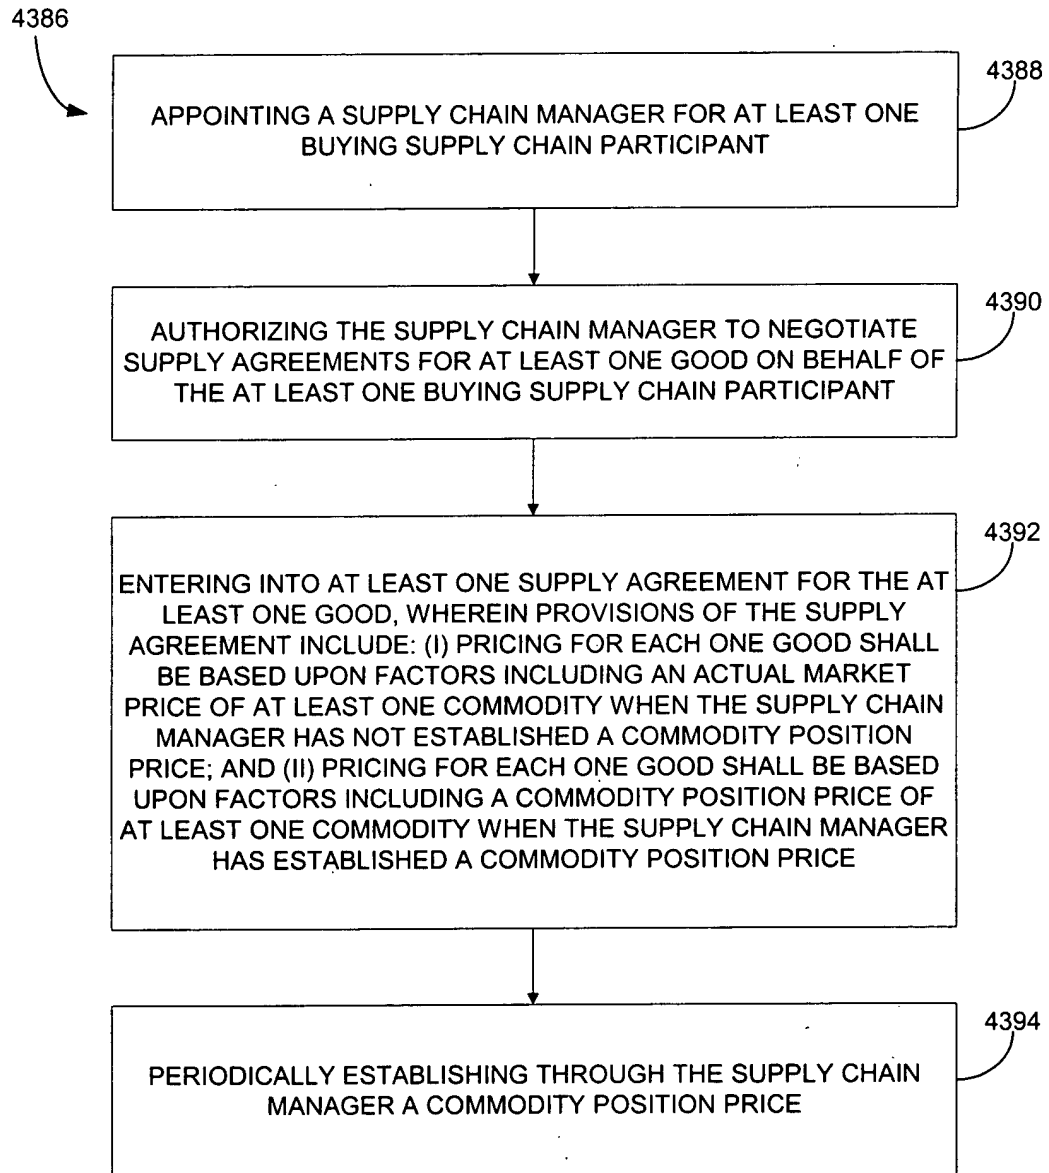 4386
4388
APPOINTING A SUPPLY CHAIN MANAGER FOR AT LEAST ONE
BUYING SUPPLY CHAIN PARTICIPANT
4390
AUTHORIZING THE SUPPLY CHAIN MANAGER TO NEGOTIATE
SUPPLY AGREEMENTS FOR AT LEAST ONE GOOD ON BEHALF OF
THE AT LEAST ONE BUYING SUPPLY CHAIN PARTICIPANT
4392
ENTERING INTO AT LEAST ONE SUPPLY AGREEMENT FOR THE AT
LEAST ONE GOOD, WHEREIN PROVISIONS OF THE SUPPLY
AGREEMENT INCLUDE: (I) PRICING FOR EACH ONE GOOD SHALL
BE BASED UPON FACTORS INCLUDING AN ACTUAL MARKET
PRICE OF AT LEAST ONE COMMODITY WHEN THE SUPPLY CHAIN
MANAGER HAS NOT ESTABLISHED A COMMODITY POSITION
PRICE; AND (II) PRICING FOR EACH ONE GOOD SHALL BE BASED
UPON FACTORS INCLUDING A COMMODITY POSITION PRICE OF
AT LEAST ONE COMMODITY WHEN THE SUPPLY CHAIN MANAGER
HAS ESTABLISHED A COMMODITY POSITION PRICE
4394
PERIODICALLY ESTABLISHING THROUGH THE SUPPLY CHAIN
MANAGER A COMMODITY POSITION PRICE